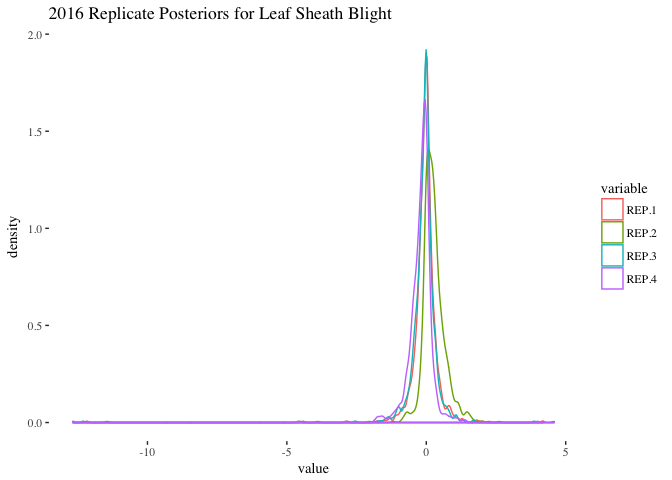 2016 Replicate Posteriors for Leaf Sheath Blight
2.0
1.5
1.0
0.5
0.0
density
-10
-5
0
5
value
variable
REP.1
REP.2
REP.3
REP.4